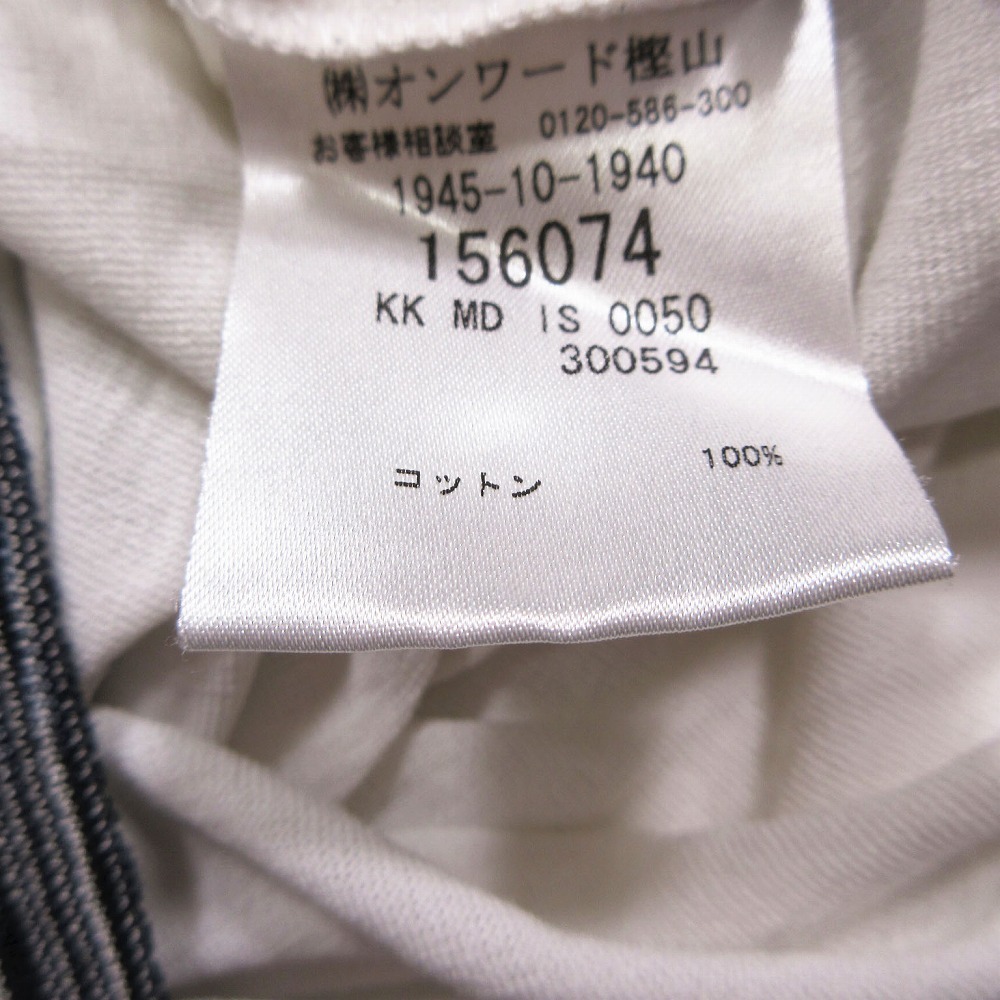 ㈱オンワード樫山
お客様相談室 0120-586-300
1945-10-1940
156074
KK MD IS 0050
300594
コットン 100%